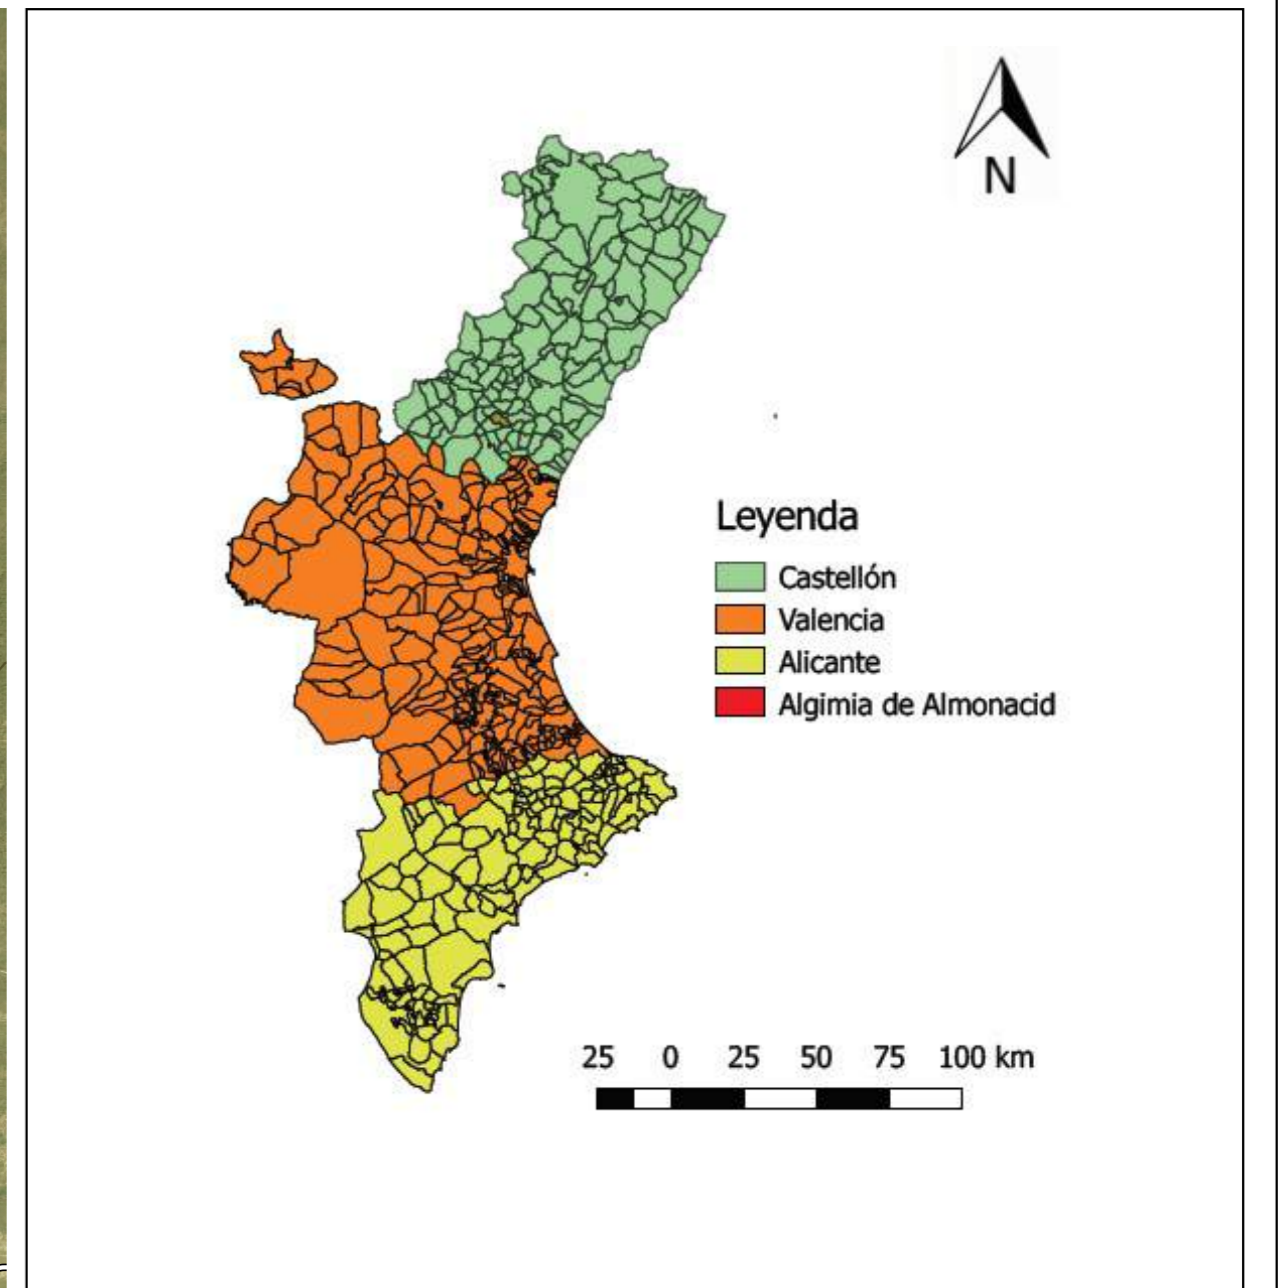 N
Leyenda
Castellón
Valencia
Alicante
Algimia de Almonacid
25 0 25 50 75 100 km